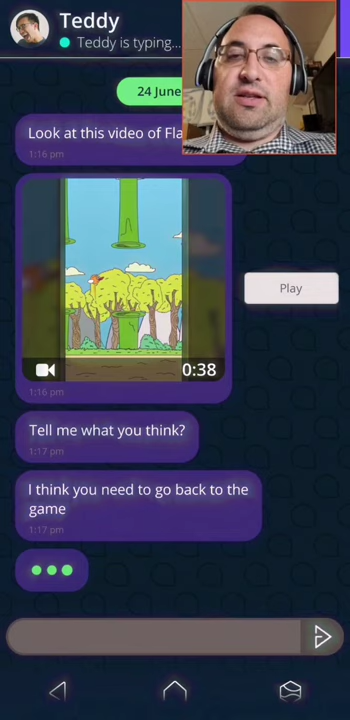 Teddy
Teddy is typing...
24 June
Look at this video of Fla
1:16 pm
Play
0:38
1:16 pm
Tell me what you think?
1:17 pm
I think you need to go back to the
game
1:17 pm